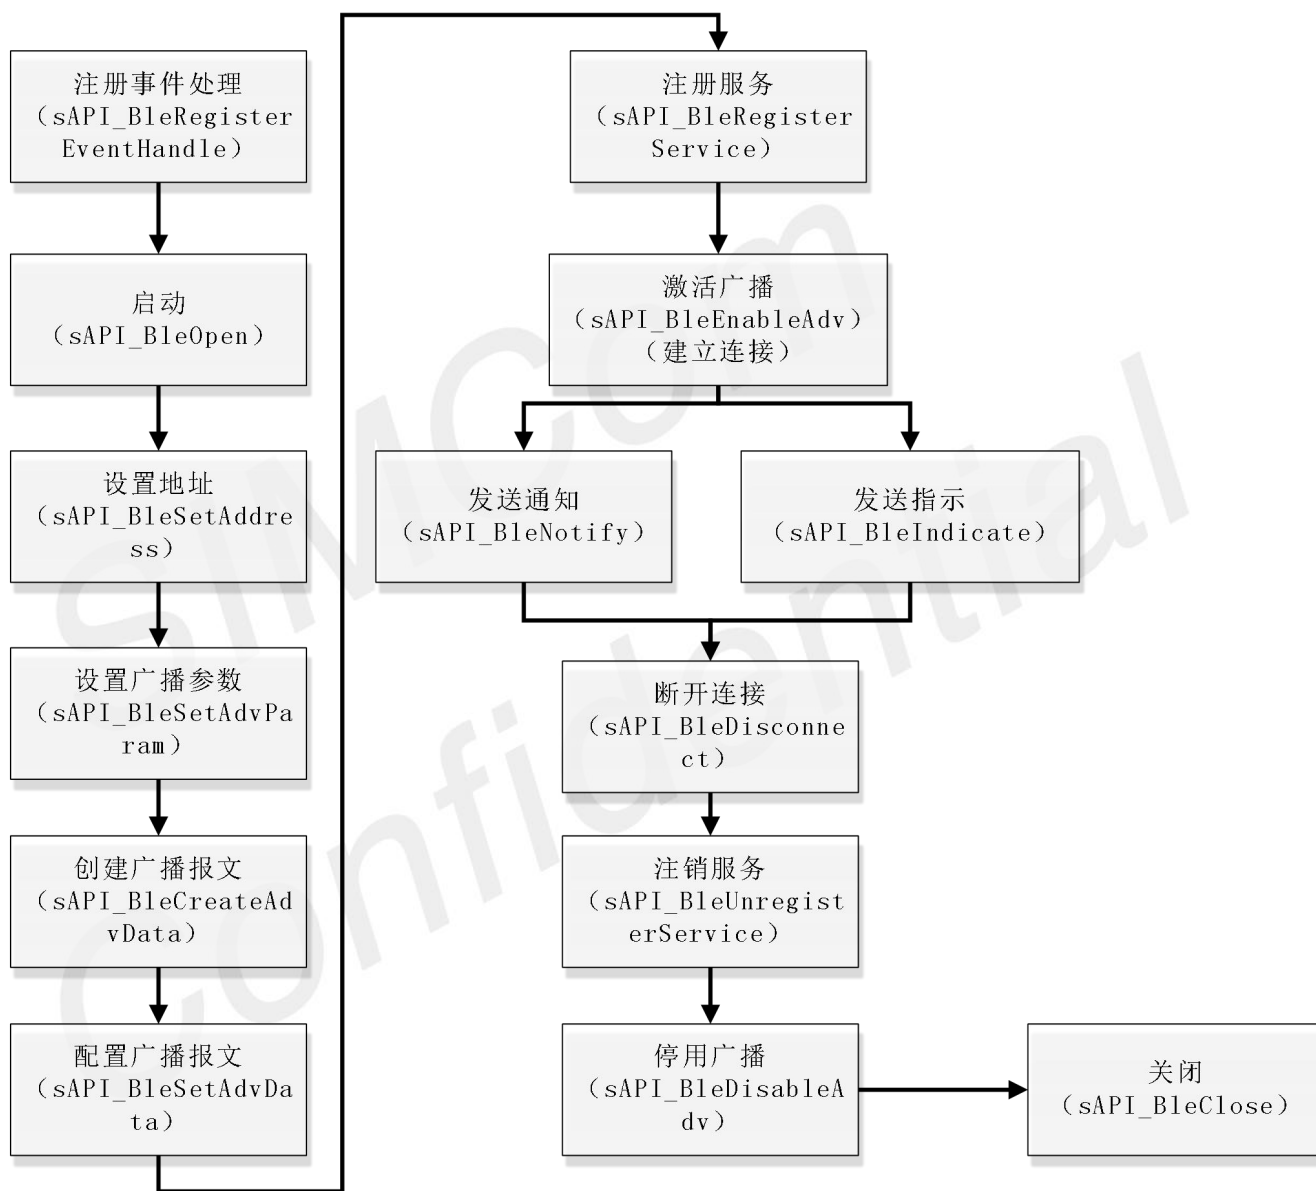 注册事件处理
(sAPI_BleRegister
EventHandle)
启动
(sAPI_BleOpen)
设置地址
(sAPI_BleSetAddre
ss)
设置广播参数
(sAPI_BleSetAdvPa
ram)
创建广播报文
(sAPI_BleCreateAd
vData)
配置广播报文
(sAPI_BleSetAdvDa
ta)
注册服务
(sAPI_BleRegister
Service)
激活广播
(sAPI_BleEnableAdv)
(建立连接)
发送通知
(sAPI_BleNotify)
发送指示
(sAPI_BleIndicate)
断开连接
(sAPI_BleDisconne
ct)
注销服务
(sAPI_BleUnregist
erService)
停用广播
(sAPI_BleDisableA
dv)
关闭
(sAPI_BleClose)
SIMCom
Confidential